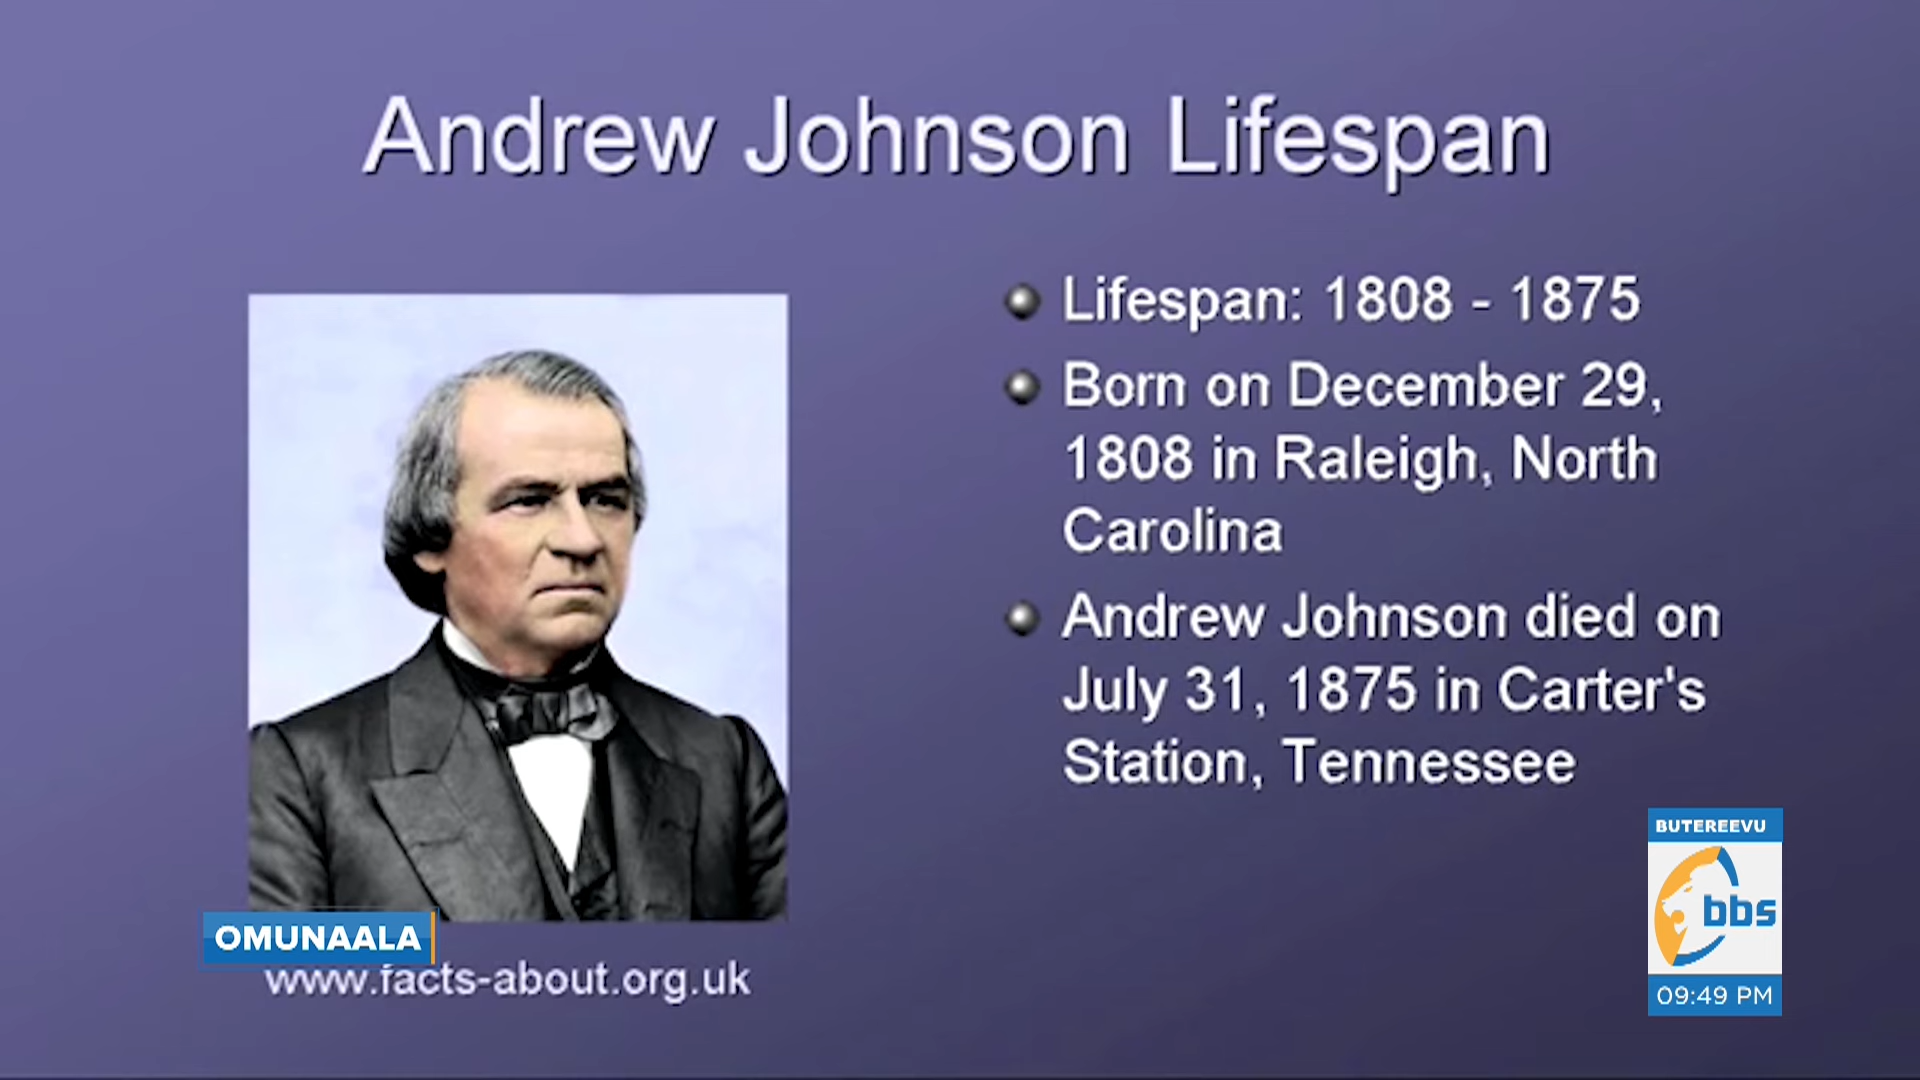 Andrew Johnson Lifespan
Lifespan: 1808 - 1875
Born on December 29,
1808 in Raleigh, North
Carolina
Andrew Johnson died on
July 31, 1875 in Carter's
Station, Tennessee
OMUNAALA
www.facts-about.org.uk
BUTEREEVU
bbs
09:49 PM